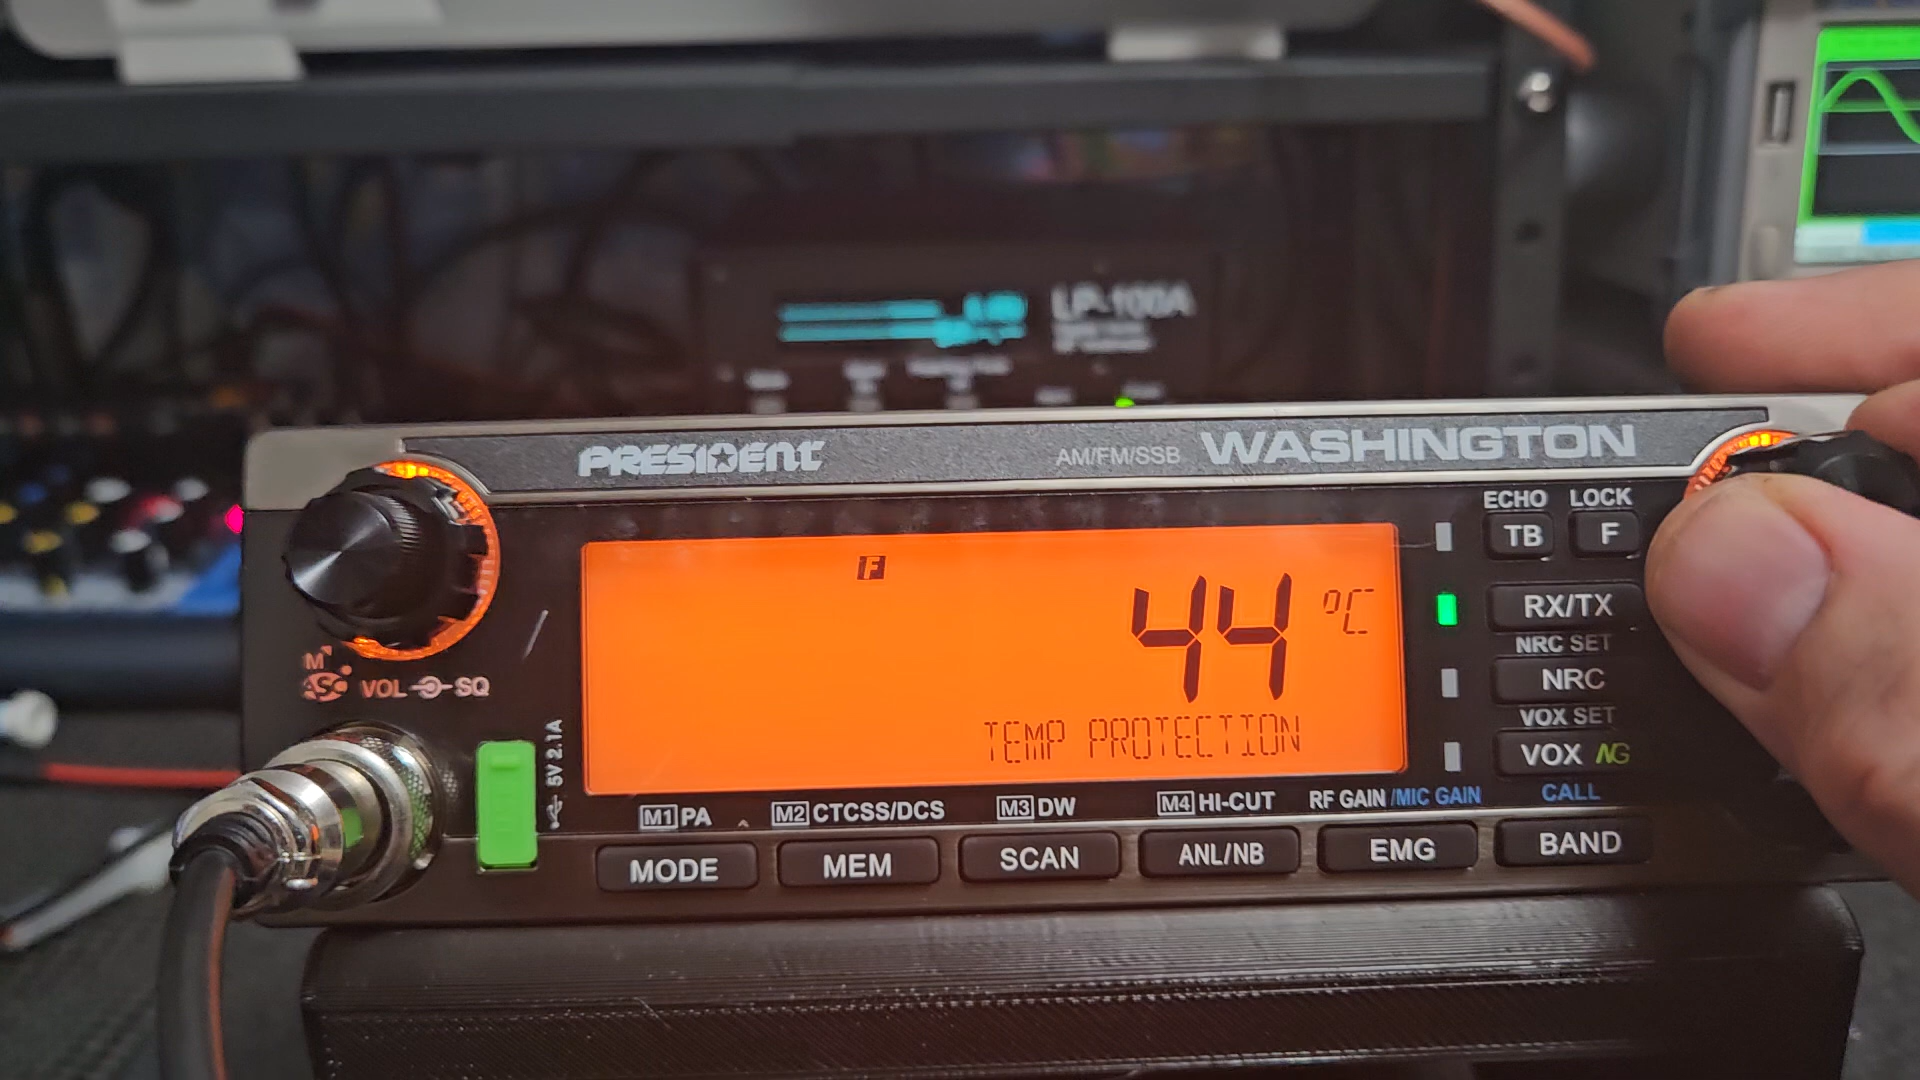 LP-100A
PRESIDENT
AM/FM/SSB WASHINGTON
ECHO LOCK
TB F
F
44 °C
TEMP PROTECTION
RX/TX
NRC SET
NRC
VOX SET
VOX NG
CALL
M ASC VOL SQ
5V 2.1A
M1 PA M2 CTCSS/DCS M3 DW M4 HI-CUT RF GAIN /MIC GAIN
MODE MEM SCAN ANL/NB EMG BAND